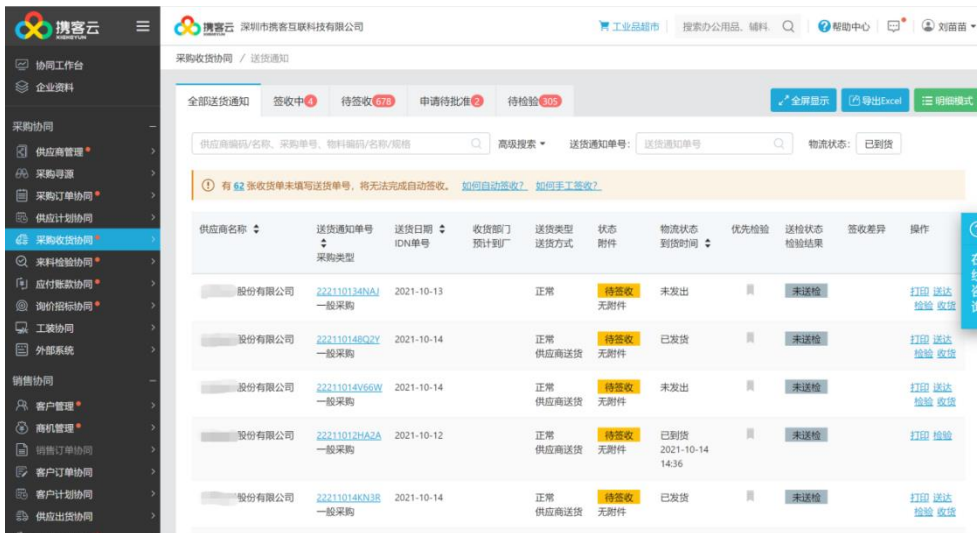 携客云
XIEKEYUN
携客云 深圳市携客互联科技有限公司
工业品超市
搜索办公用品、辅料
帮助中心
刘苗苗
协同工作台
企业资料
采购协同
供应商管理
采购寻源
采购订单协同
供应计划协同
采购收货协同
来料检验协同
应付账款协同
询价招标协同
工装协同
外部系统
销售协同
客户管理
商机管理
销售订单协同
客户订单协同
客户计划协同
供应出货协同
采购收货协同 / 送货通知
全部送货通知 签收中 4 待签收 678 申请待批准 2 待检验 305
全屏显示 导出Excel 明细模式
供应商编码/名称、采购单号、物料编码/名称/规格 高级搜索 送货通知单号: 送货通知单号 物流状态: 已到货
有 62 张收货单未填写送货单号, 将无法完成自动签收。 如何自动签收? 如何手工签收?
供应商名称 送货通知单号 送货日期 收货部门 送货类型 状态 物流状态 优先检验 送检状态 签收差异 操作
IDN单号 预计到厂 送货方式 附件 到货时间 检验结果
采购类型
股份有限公司 222110134NAJ 2021-10-13 正常 待签收 未发出 未送检 打印 送达
一般采购 无附件 检验 收货
股份有限公司 22211014BQ2Y 2021-10-14 正常 待签收 已发货 未送检 打印 送达
一般采购 供应商送货 无附件 检验 收货
股份有限公司 22211014V66W 2021-10-14 正常 待签收 未发出 未送检 打印 送达
一般采购 供应商送货 无附件 检验 收货
股份有限公司 22211012HA2A 2021-10-12 正常 待签收 已到货 未送检 打印 检验
一般采购 供应商送货 无附件 2021-10-14
14:36
股份有限公司 22211014KN3R 2021-10-14 正常 待签收 已发货 未送检 打印 送达
一般采购 供应商送货 无附件 检验 收货
在线咨询